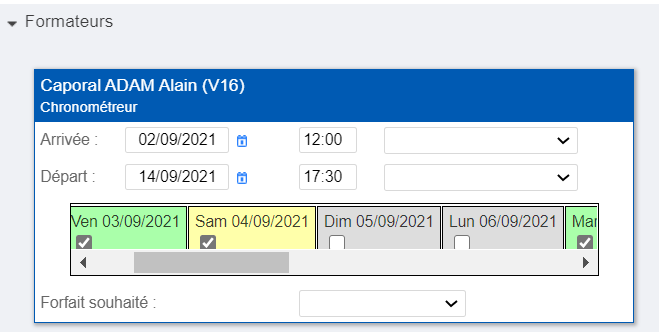 Formateurs
Caporal ADAM Alain (V16)
Chronométreur
Arrivée : 02/09/2021 12:00
Départ : 14/09/2021 17:30
Ven 03/09/2021 Sam 04/09/2021 Dim 05/09/2021 Lun 06/09/2021 Mar
Forfait souhaité :